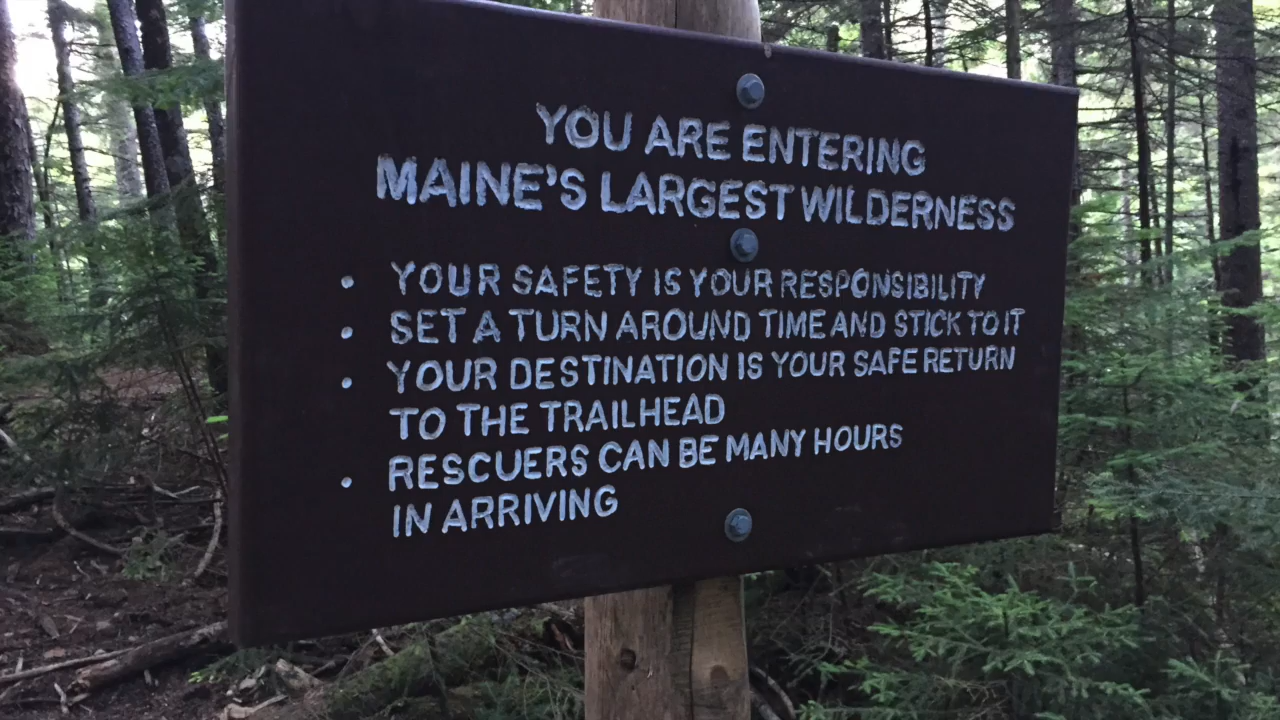 YOU ARE ENTERING
MAINE'S LARGEST WILDERNESS
• YOUR SAFETY IS YOUR RESPONSIBILITY
• SET A TURN AROUND TIME AND STICK TO IT
• YOUR DESTINATION IS YOUR SAFE RETURN
TO THE TRAILHEAD
• RESCUERS CAN BE MANY HOURS
IN ARRIVING